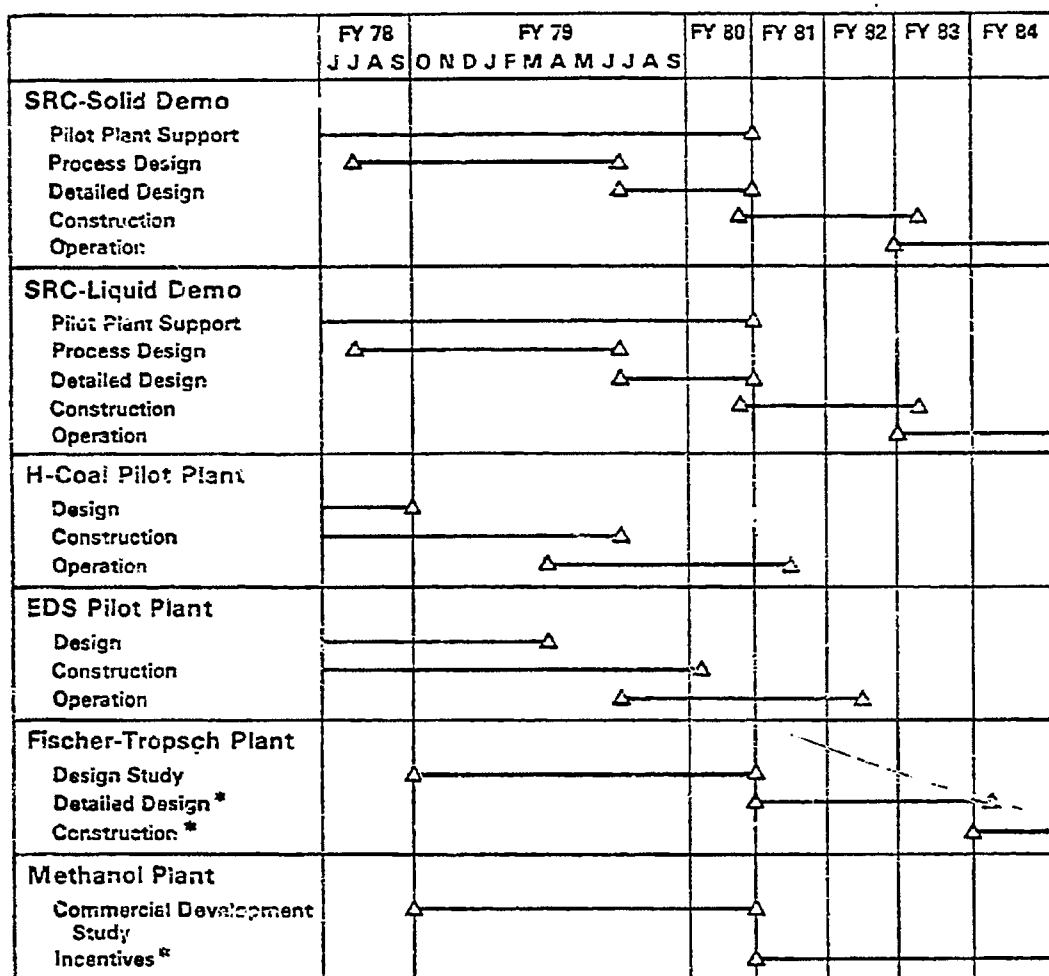 FY 78 FY 79 FY 80 FY 81 FY 82 FY 83 FY 84
J J A S O N D J F M A M J J A S
SRC-Solid Demo
Pilot Plant Support
Process Design
Detailed Design
Construction
Operation
SRC-Liquid Demo
Pilot Plant Support
Process Design
Detailed Design
Construction
Operation
H-Coal Pilot Plant
Design
Construction
Operation
EDS Pilot Plant
Design
Construction
Operation
Fischer-Tropsch Plant
Design Study
Detailed Design *
Construction *
Methanol Plant
Commercial Development
Study
Incentives *